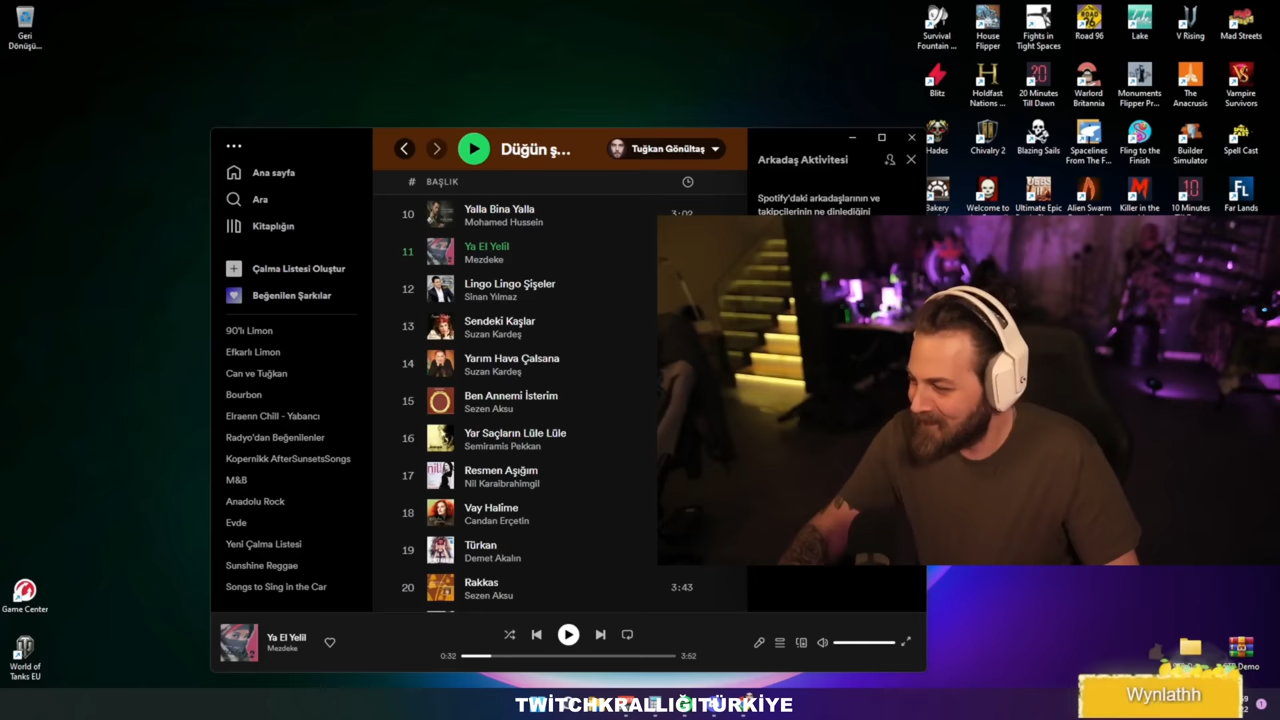 Geri
Dönüşü...
Survival
Fountain ...
House
Flipper
Fights in
Tight Spaces
Road 96
Lake
V Rising
Mad Streets
Blitz
Holdfast
Nations ...
20 Minutes
Till Dawn
Warlord
Britannia
Monuments
Flipper Pr...
The
Anacrusis
Vampire
Survivors
Hades
Chivalry 2
Blazing Sails
Spacelines
From The F...
Fling to the
Finish
Builder
Simulator
Spell Cast
Bakery
Welcome to
Ultimate Epic
Alien Swarm
Killer in the
10 Minutes
Far Lands
Ana sayfa
Ara
Kitaplığın
Çalma Listesi Oluştur
Beğenilen Şarkılar
90'lı Limon
Efkarlı Limon
Can ve Tuğkan
Bourbon
Elraenn Chill - Yabancı
Radyo'dan Beğenilenler
Kopernikk AfterSunsetsSongs
M&B
Anadolu Rock
Evde
Yeni Çalma Listesi
Sunshine Reggae
Songs to Sing in the Car
Düğün ş...
Tuğkan Gönültaş
# BAŞLIK
10 Yalla Bina Yalla 3:02
Mohamed Hussein
11 Ya El Yelil
Mezdeke
12 Lingo Lingo Şişeler
Sinan Yılmaz
13 Sendeki Kaşlar
Suzan Kardeş
14 Yarım Hava Çalsana
Suzan Kardeş
15 Ben Annemi İsterim
Sezen Aksu
16 Yar Saçların Lüle Lüle
Semiramis Pekkan
17 Resmen Aşığım
Nil Karaibrahimgil
18 Vay Halime
Candan Erçetin
19 Türkan
Demet Akalın
20 Rakkas 3:43
Sezen Aksu
Arkadaş Aktivitesi
Spotify'daki arkadaşlarının ve
takipçilerinin ne dinlediğini
Game Center
World of
Tanks EU
Ya El Yelil
Mezdeke
0:32
3:52
Demo
Wynlathh
TWİTCHKRALLIĞITÜRKİYE